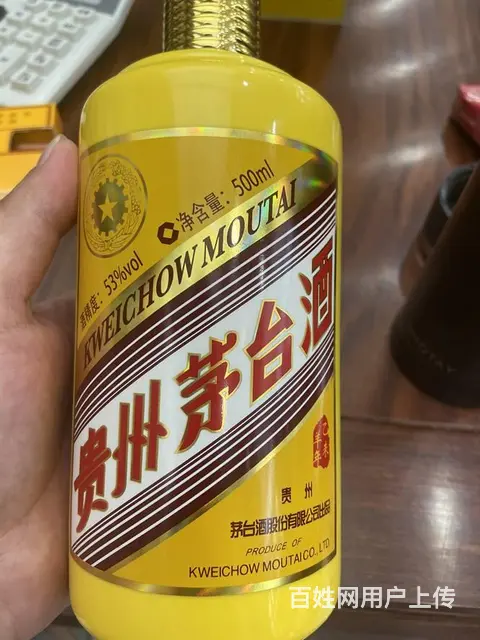 净含量：500ml
酒精度：53%vol
KWEICHOW MOUTAI
贵州茅台酒
乙未
羊年
贵州
茅台酒股份有限公司出品
PRODUCE OF
KWEICHOW MOUTAI CO., LTD.
百姓网用户上传